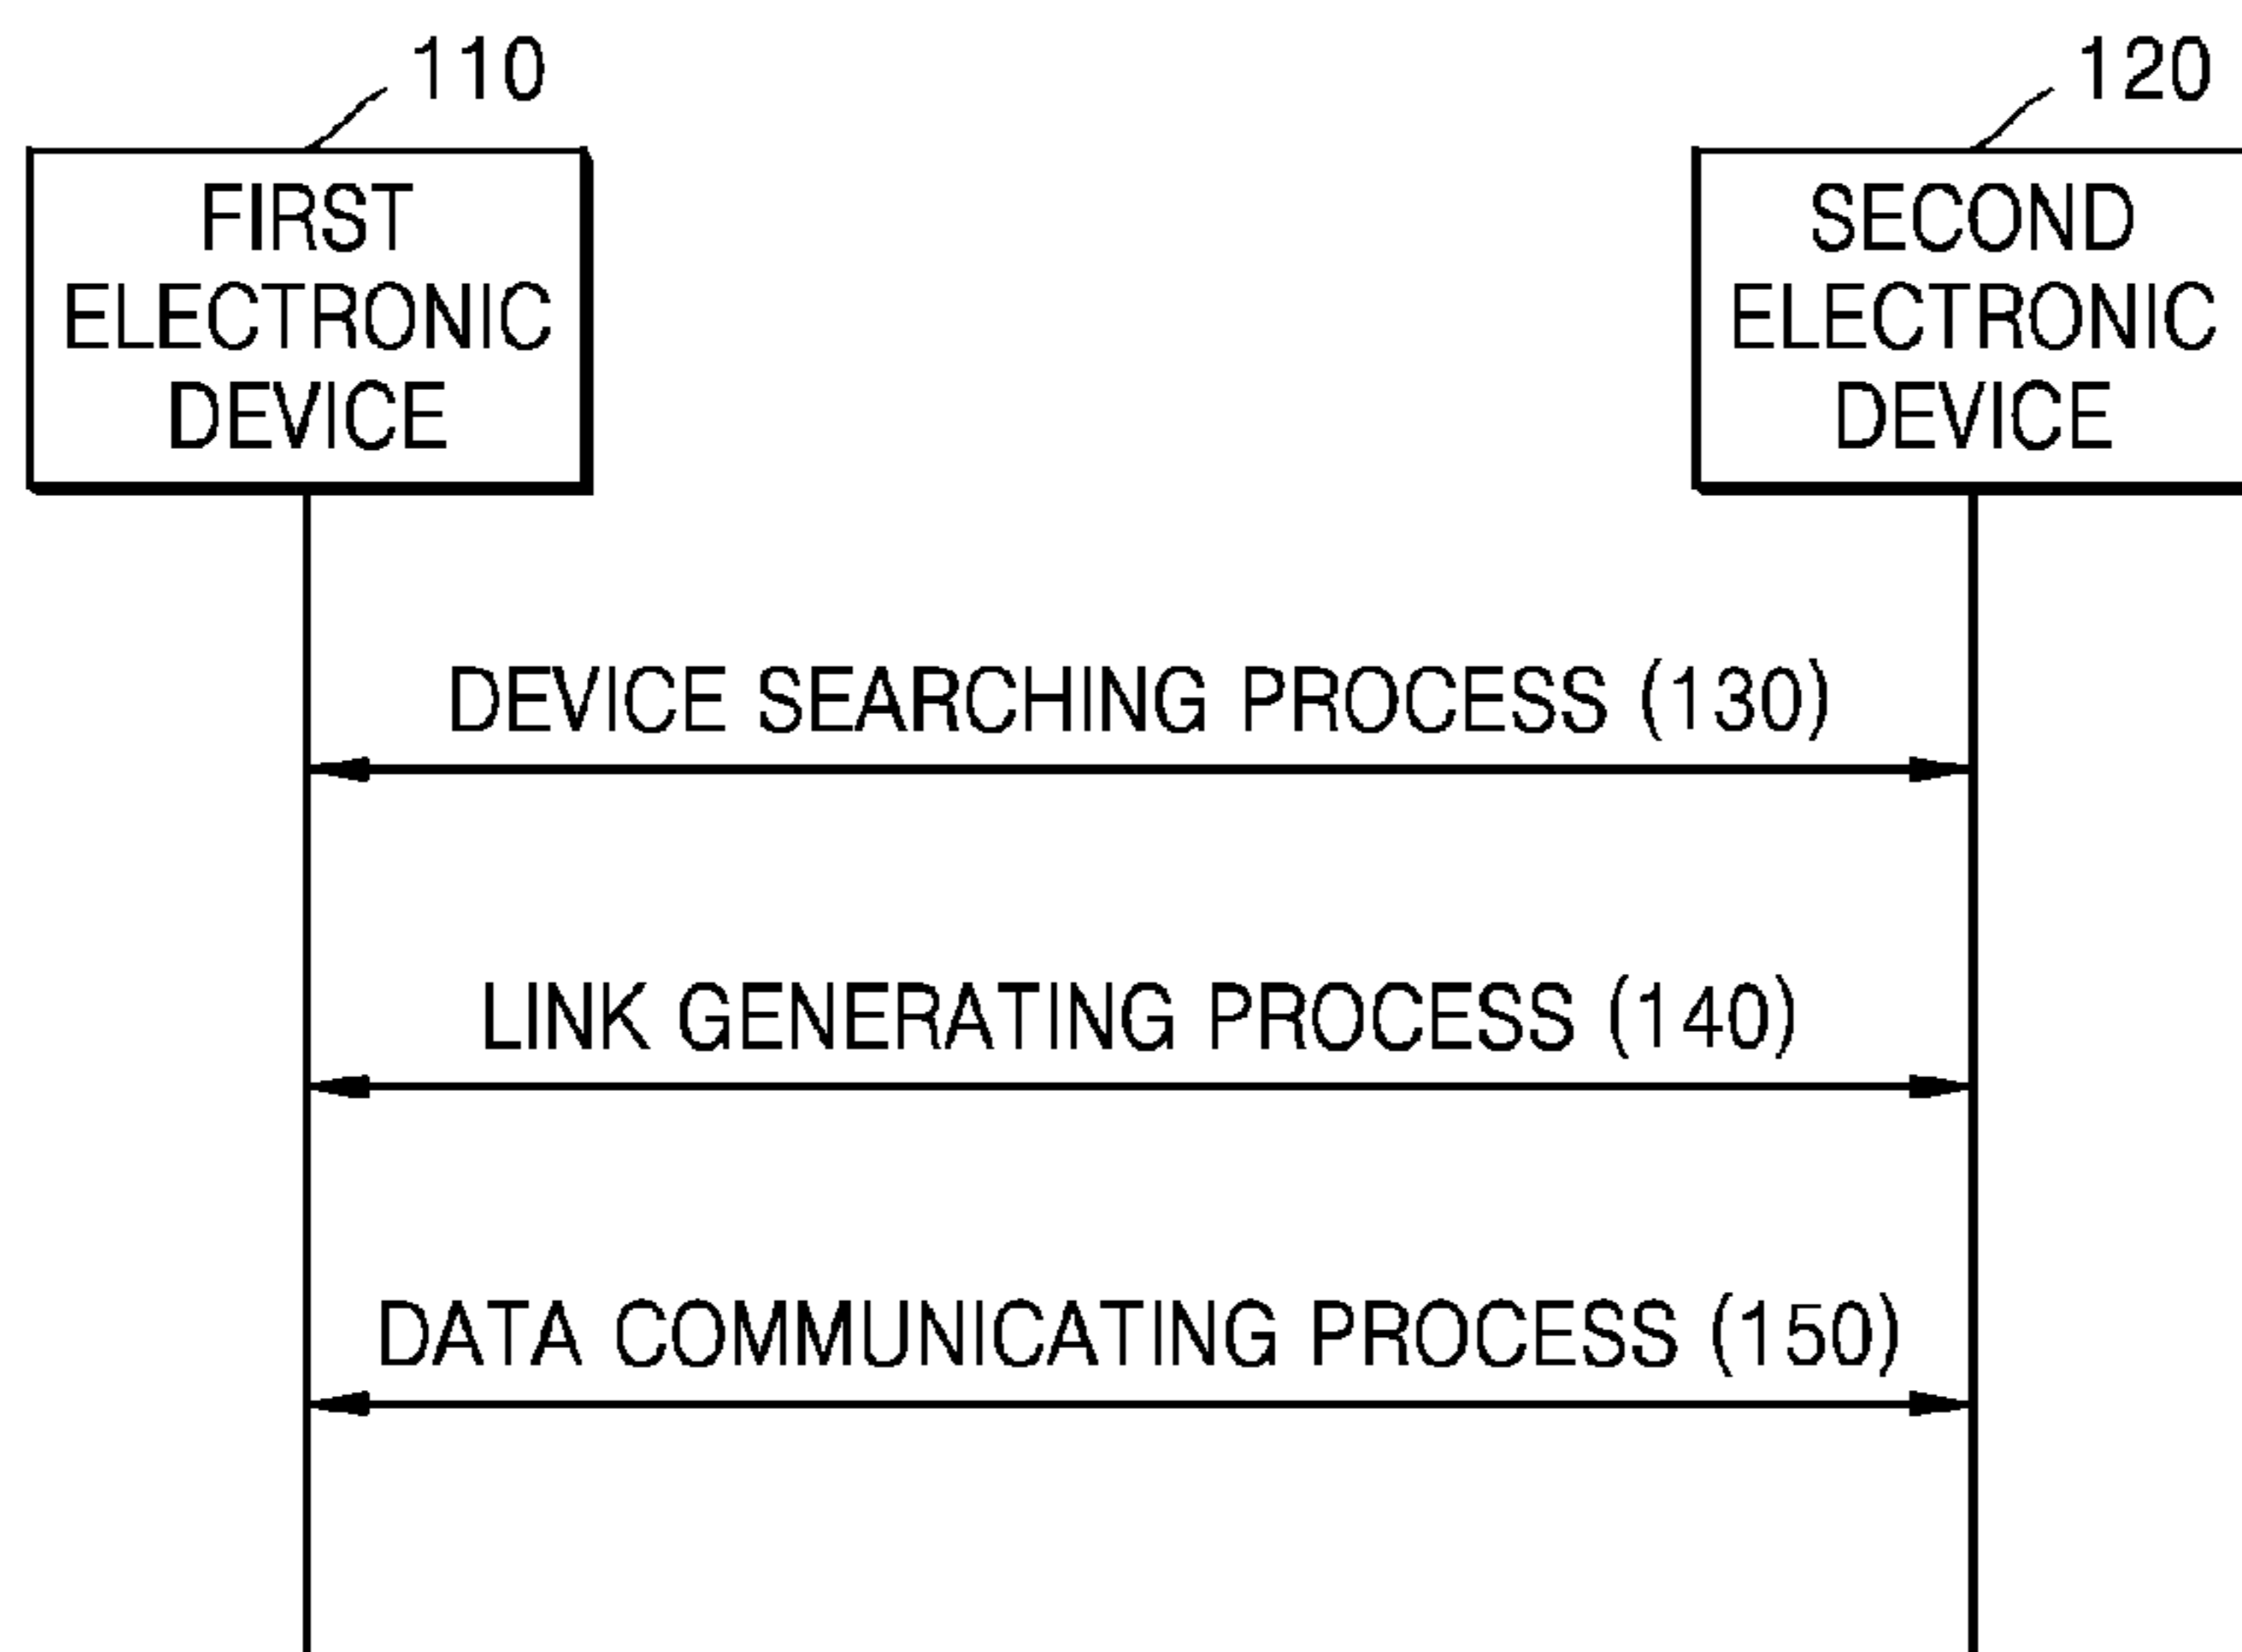 110
120
FIRST
ELECTRONIC
DEVICE
SECOND
ELECTRONIC
DEVICE
DEVICE SEARCHING PROCESS (130)
LINK GENERATING PROCESS (140)
DATA COMMUNICATING PROCESS (150)